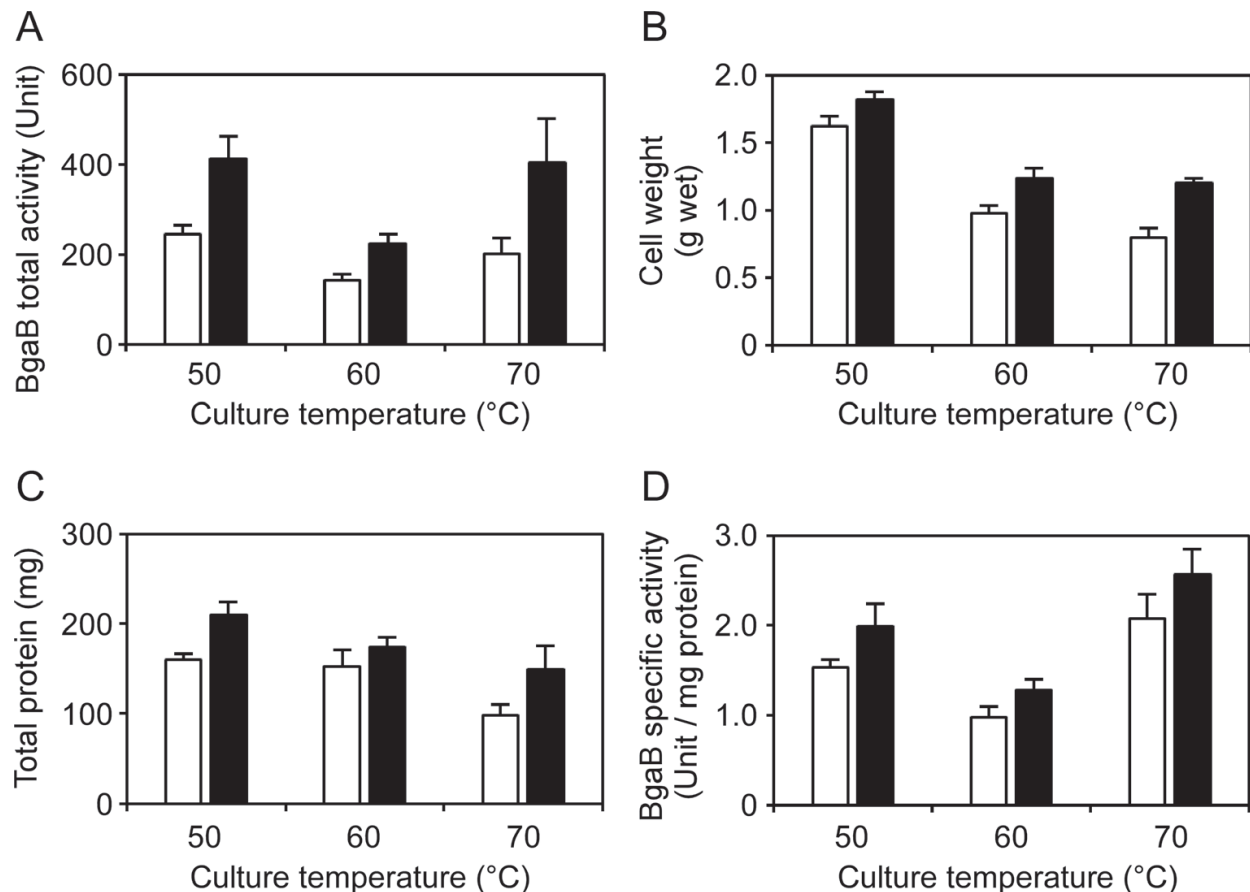 A
BgaB total activity (Unit)
600
400
200
0
50 60 70
Culture temperature (°C)
B
Cell weight
(g wet)
2.0
1.5
1.0
0.5
0
50 60 70
Culture temperature (°C)
C
Total protein (mg)
300
200
100
0
50 60 70
Culture temperature (°C)
D
BgaB specific activity
(Unit / mg protein)
3.0
2.0
1.0
0
50 60 70
Culture temperature (°C)